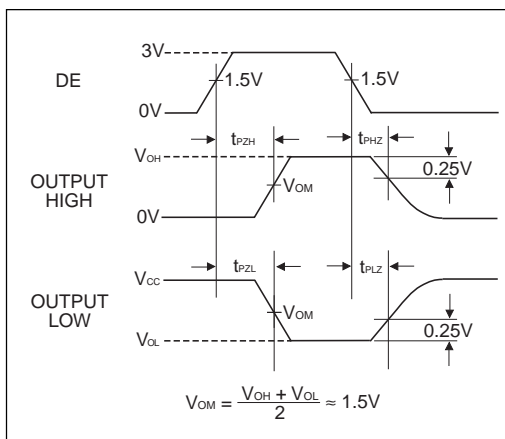 3V
DE
1.5V
1.5V
0V
tPZH
tPHZ
VOH
0.25V
OUTPUT
HIGH
VOM
0V
tPZL
tPLZ
VCC
OUTPUT
LOW
VOM
0.25V
VOL
VOM = VOH + VOL / 2 ≈ 1.5V